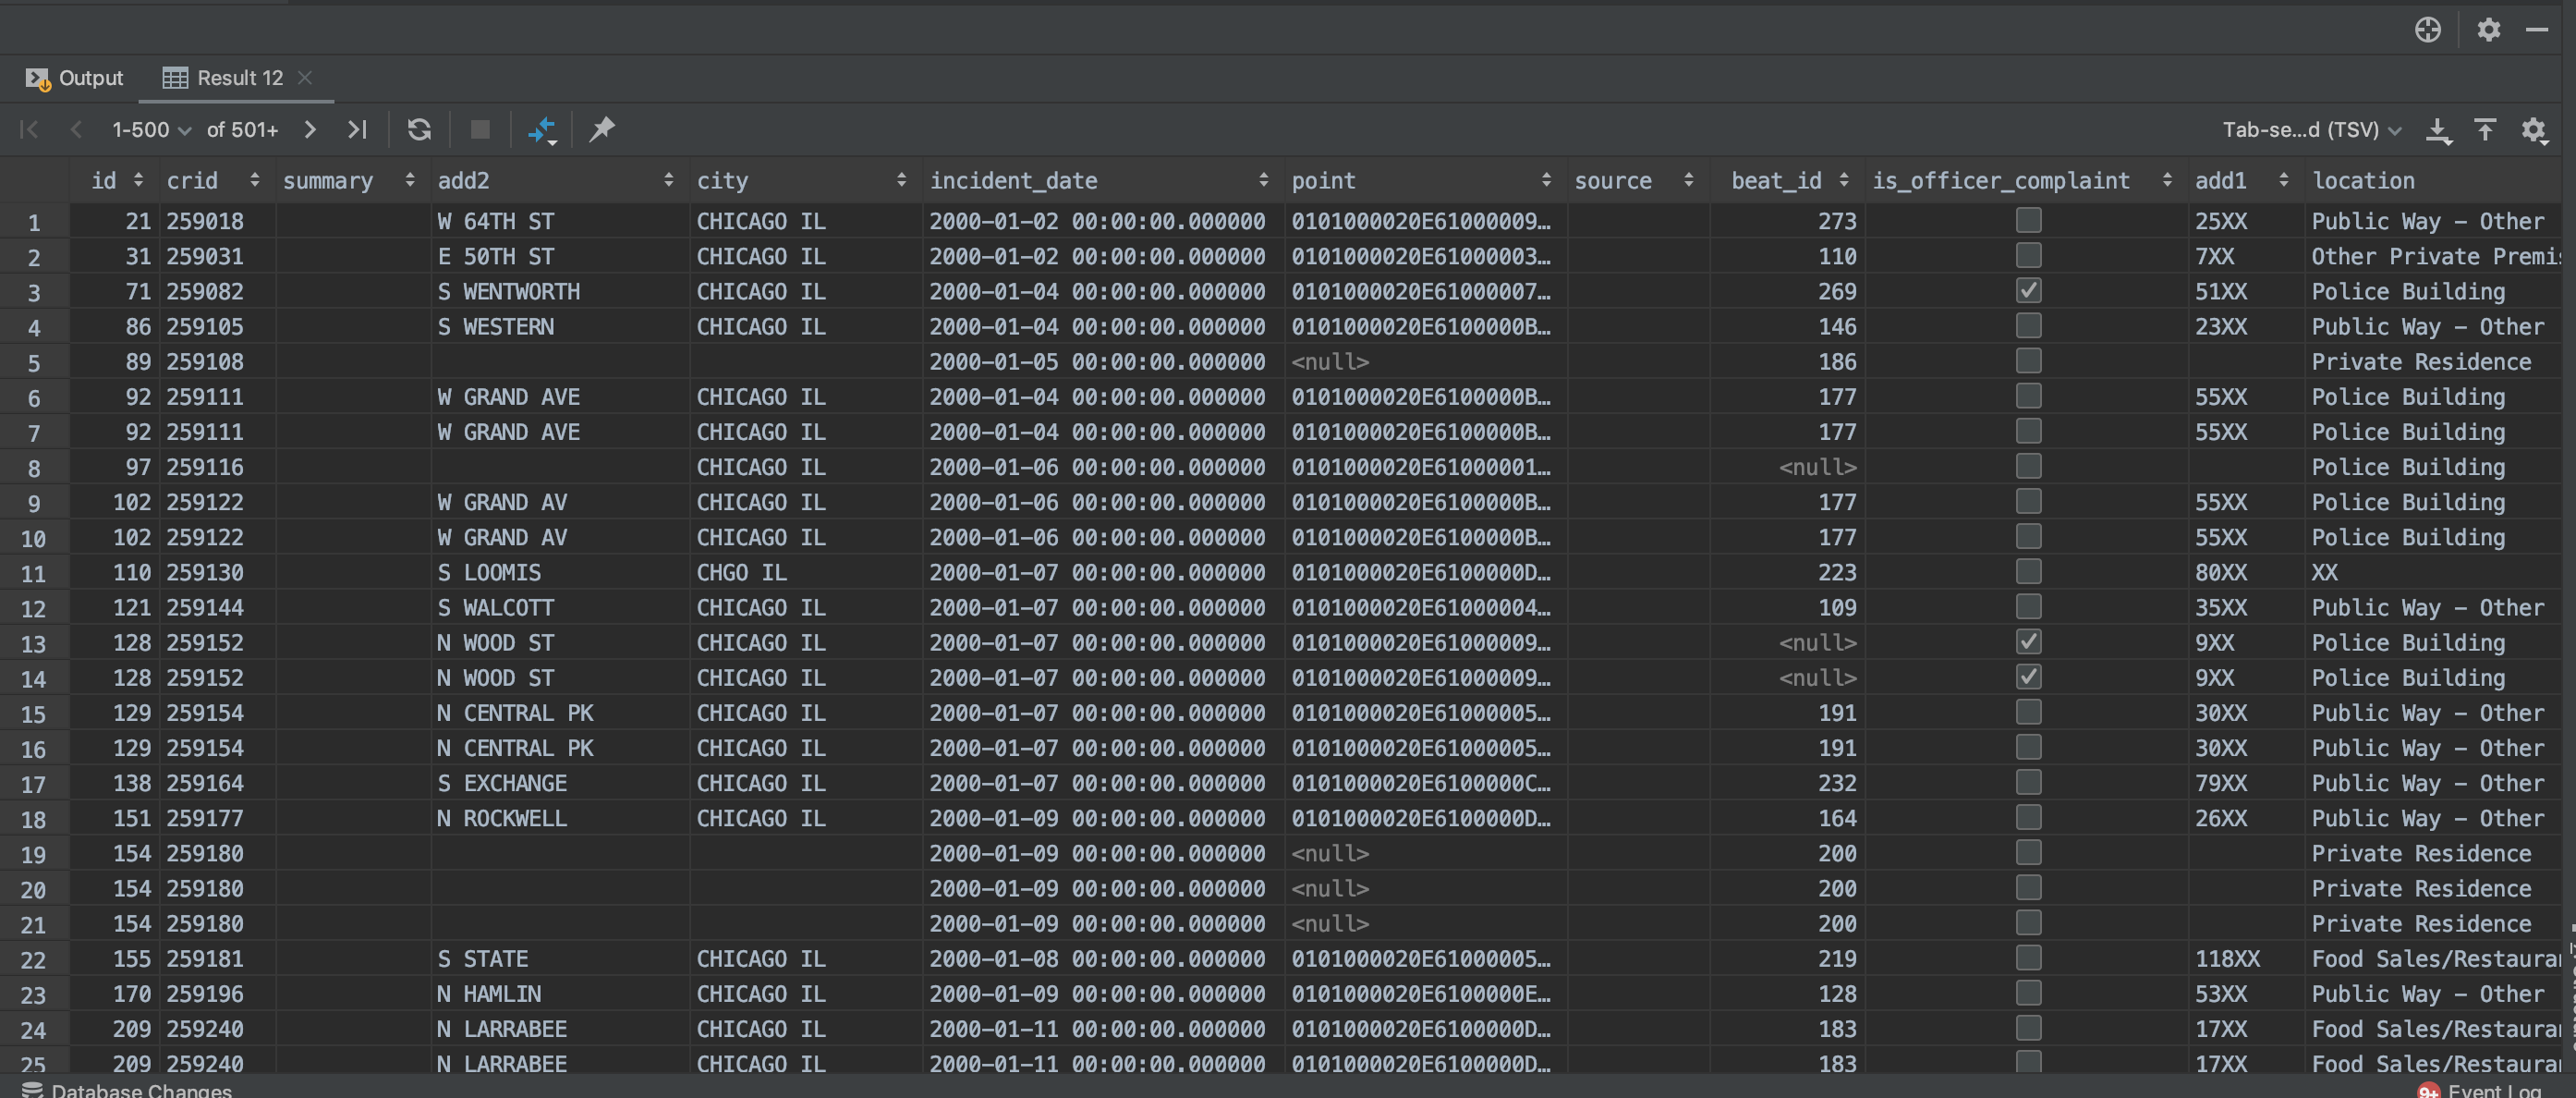 Output Result 12
1-500 of 501+ Tab-se...d (TSV)
id crid summary add2 city incident_date point source beat_id is_officer_complaint add1 location
1 21 259018 W 64TH ST CHICAGO IL 2000-01-02 00:00:00.000000 0101000020E61000009… 273 25XX Public Way – Other
2 31 259031 E 50TH ST CHICAGO IL 2000-01-02 00:00:00.000000 0101000020E61000003… 110 7XX Other Private Premis
3 71 259082 S WENTWORTH CHICAGO IL 2000-01-04 00:00:00.000000 0101000020E61000007… 269 51XX Police Building
4 86 259105 S WESTERN CHICAGO IL 2000-01-04 00:00:00.000000 0101000020E6100000B… 146 23XX Public Way – Other
5 89 259108 2000-01-05 00:00:00.000000 <null> 186 Private Residence
6 92 259111 W GRAND AVE CHICAGO IL 2000-01-04 00:00:00.000000 0101000020E6100000B… 177 55XX Police Building
7 92 259111 W GRAND AVE CHICAGO IL 2000-01-04 00:00:00.000000 0101000020E6100000B… 177 55XX Police Building
8 97 259116 CHICAGO IL 2000-01-06 00:00:00.000000 0101000020E61000001… <null> Police Building
9 102 259122 W GRAND AV CHICAGO IL 2000-01-06 00:00:00.000000 0101000020E6100000B… 177 55XX Police Building
10 102 259122 W GRAND AV CHICAGO IL 2000-01-06 00:00:00.000000 0101000020E6100000B… 177 55XX Police Building
11 110 259130 S LOOMIS CHGO IL 2000-01-07 00:00:00.000000 0101000020E6100000D… 223 80XX XX
12 121 259144 S WALCOTT CHICAGO IL 2000-01-07 00:00:00.000000 0101000020E61000004… 109 35XX Public Way – Other
13 128 259152 N WOOD ST CHICAGO IL 2000-01-07 00:00:00.000000 0101000020E61000009… <null> 9XX Police Building
14 128 259152 N WOOD ST CHICAGO IL 2000-01-07 00:00:00.000000 0101000020E61000009… <null> 9XX Police Building
15 129 259154 N CENTRAL PK CHICAGO IL 2000-01-07 00:00:00.000000 0101000020E61000005… 191 30XX Public Way – Other
16 129 259154 N CENTRAL PK CHICAGO IL 2000-01-07 00:00:00.000000 0101000020E61000005… 191 30XX Public Way – Other
17 138 259164 S EXCHANGE CHICAGO IL 2000-01-07 00:00:00.000000 0101000020E6100000C… 232 79XX Public Way – Other
18 151 259177 N ROCKWELL CHICAGO IL 2000-01-09 00:00:00.000000 0101000020E6100000D… 164 26XX Public Way – Other
19 154 259180 2000-01-09 00:00:00.000000 <null> 200 Private Residence
20 154 259180 2000-01-09 00:00:00.000000 <null> 200 Private Residence
21 154 259180 2000-01-09 00:00:00.000000 <null> 200 Private Residence
22 155 259181 S STATE CHICAGO IL 2000-01-08 00:00:00.000000 0101000020E61000005… 219 118XX Food Sales/Restauran
23 170 259196 N HAMLIN CHICAGO IL 2000-01-09 00:00:00.000000 0101000020E6100000E… 128 53XX Public Way – Other
24 209 259240 N LARRABEE CHICAGO IL 2000-01-11 00:00:00.000000 0101000020E6100000D… 183 17XX Food Sales/Restauran
25 209 259240 N LARRABEE CHICAGO IL 2000-01-11 00:00:00.000000 0101000020E6100000D… 183 17XX Food Sales/Restauran
Database Changes 9+ Event Log